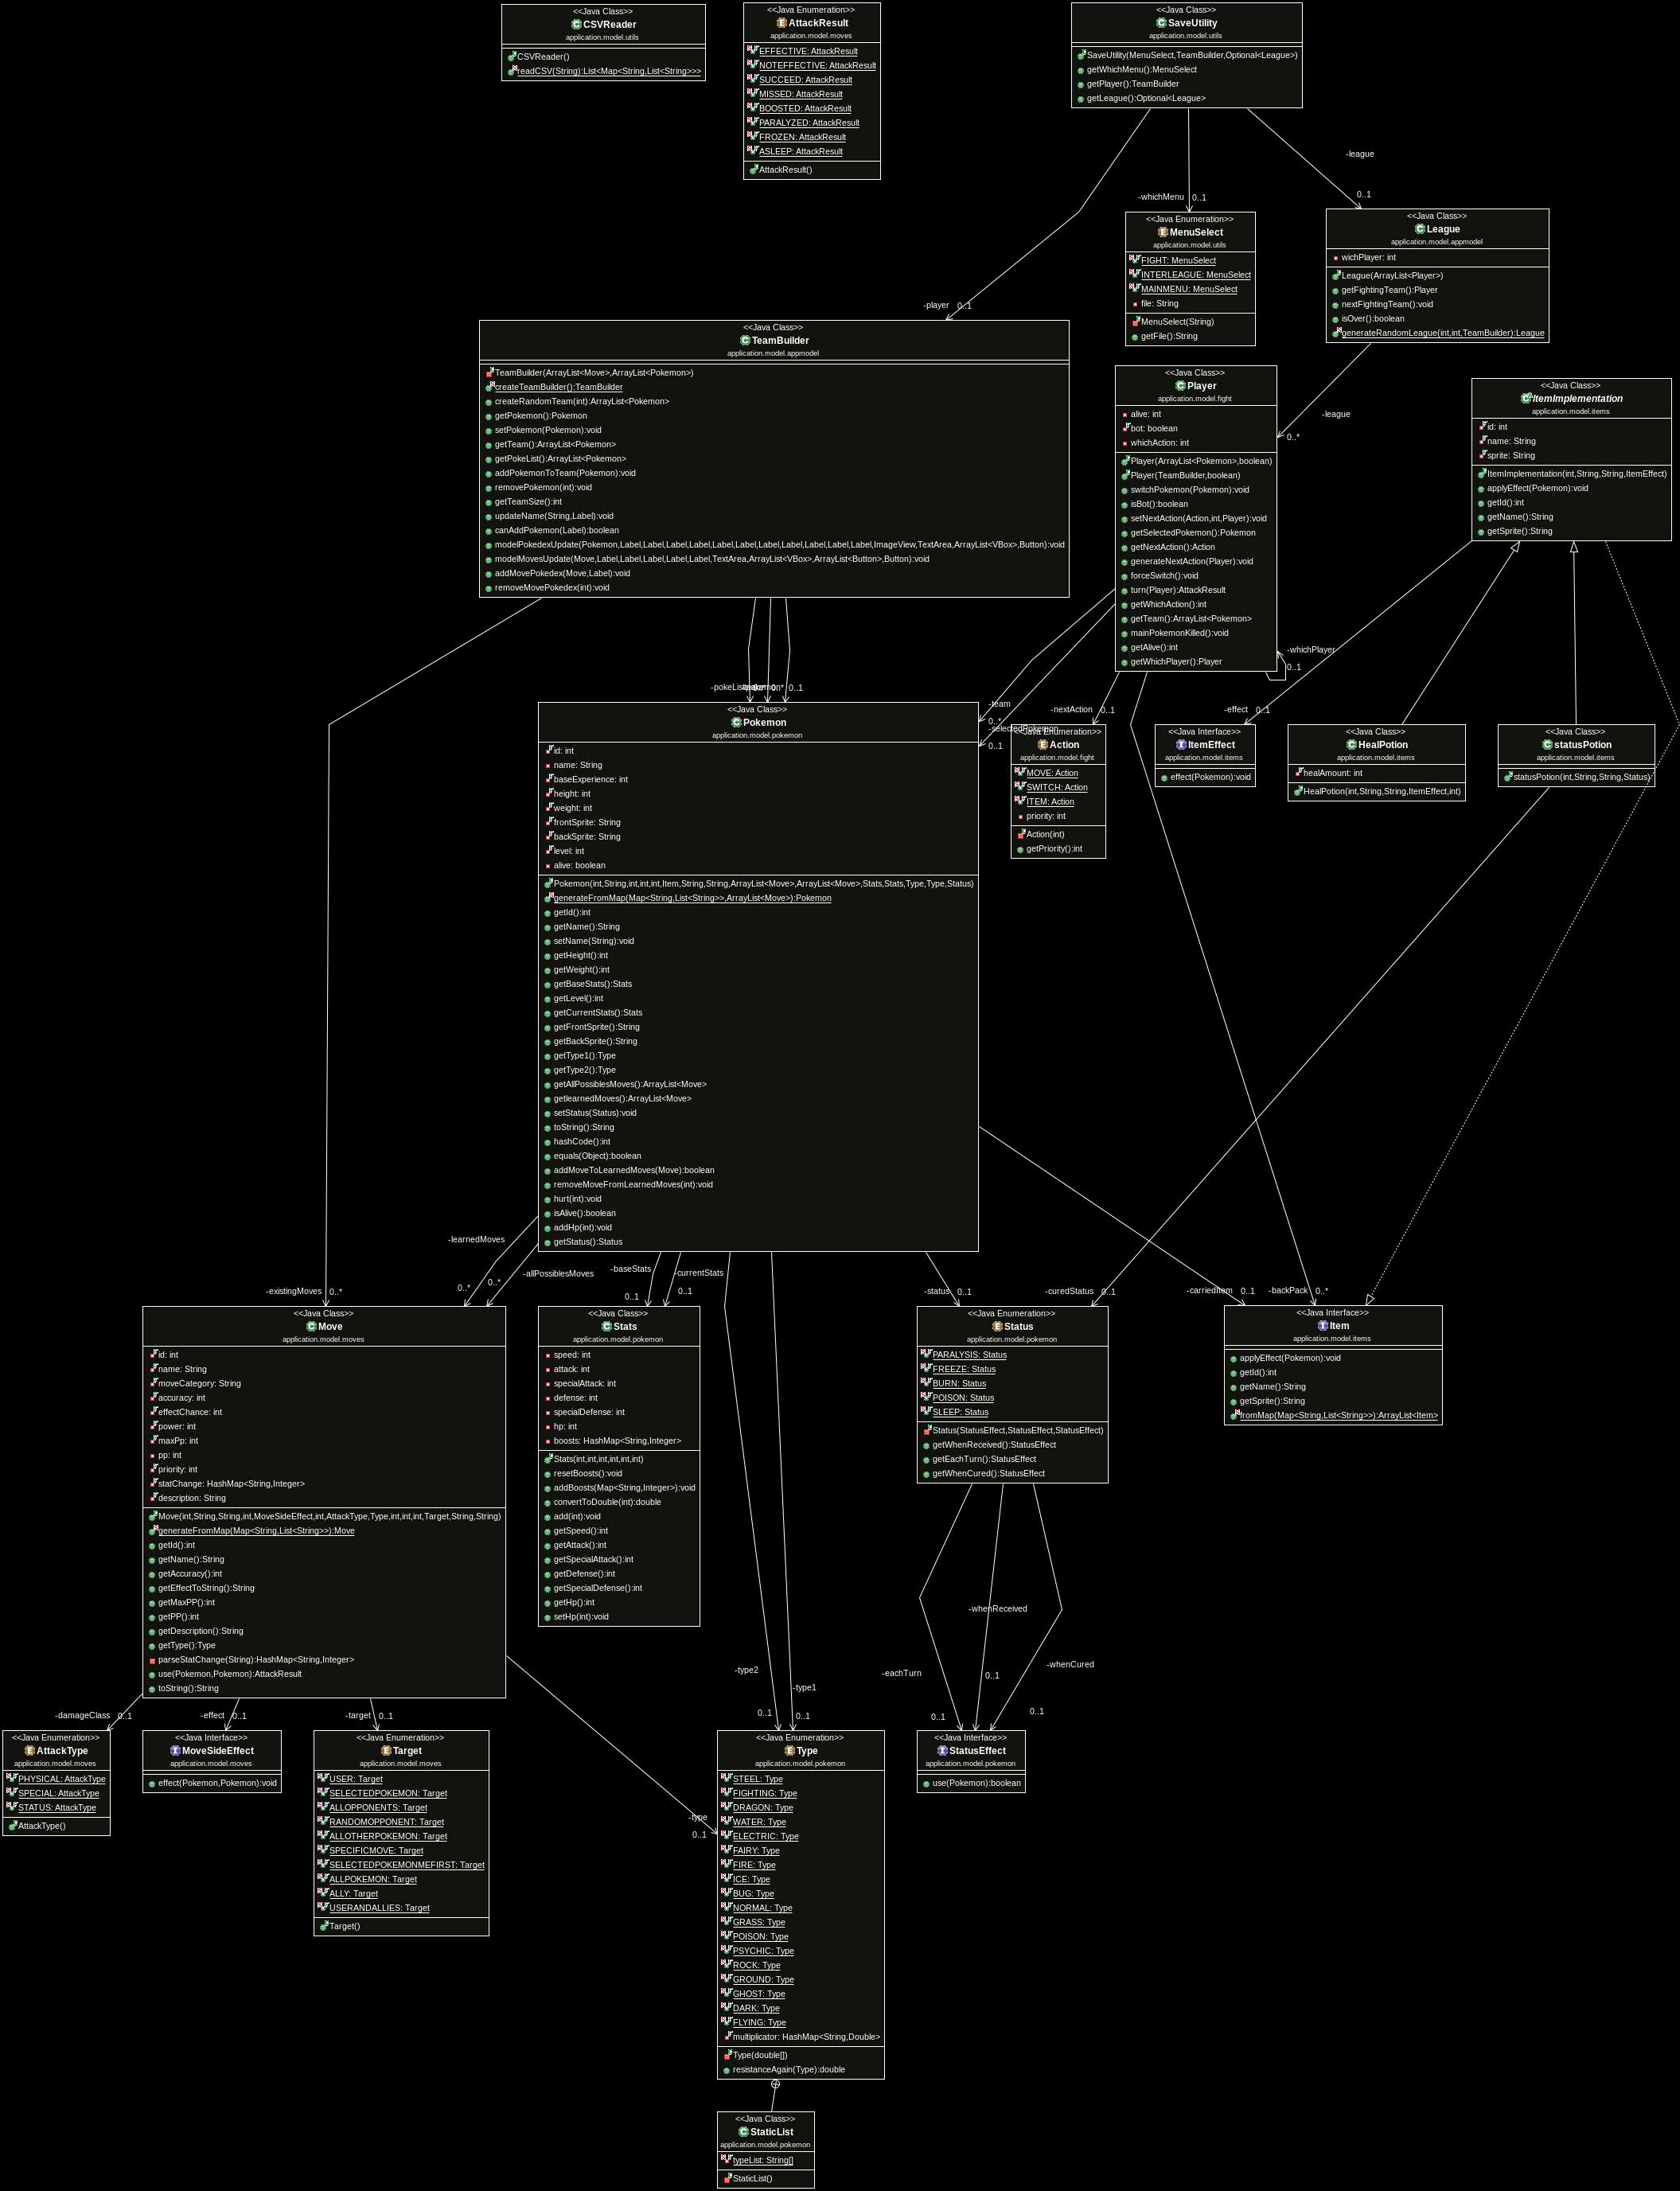 <<Java Class>>
CSVReader
application.model.utils
CSVReader()
readCSV(String):List<Map<String,List<String>>>
<<Java Enumeration>>
AttackResult
application.model.moves
EFFECTIVE: AttackResult
NOTEFFECTIVE: AttackResult
SUCCEED: AttackResult
MISSED: AttackResult
BOOSTED: AttackResult
PARALYZED: AttackResult
FROZEN: AttackResult
ASLEEP: AttackResult
AttackResult()
<<Java Class>>
SaveUtility
application.model.utils
SaveUtility(MenuSelect,TeamBuilder,Optional<League>)
getWhichMenu():MenuSelect
getPlayer():TeamBuilder
getLeague():Optional<League>
-league
0..1
-whichMenu 0..1
-player 0..1
<<Java Enumeration>>
MenuSelect
application.model.utils
FIGHT: MenuSelect
INTERLEAGUE: MenuSelect
MAINMENU: MenuSelect
file: String
MenuSelect(String)
getFile():String
<<Java Class>>
League
application.model.appmodel
wichPlayer: int
League(ArrayList<Player>)
getFightingTeam():Player
nextFightingTeam():void
isOver():boolean
generateRandomLeague(int,int,TeamBuilder):League
-league
0..*
<<Java Class>>
TeamBuilder
application.model.appmodel
TeamBuilder(ArrayList<Move>,ArrayList<Pokemon>)
createTeamBuilder():TeamBuilder
createRandomTeam(int):ArrayList<Pokemon>
getPokemon():Pokemon
setPokemon(Pokemon):void
getTeam():ArrayList<Pokemon>
getPokeList():ArrayList<Pokemon>
addPokemonToTeam(Pokemon):void
removePokemon(int):void
getTeamSize():int
updateName(String,Label):void
canAddPokemon(Label):boolean
modelPokedexUpdate(Pokemon,Label,Label,Label,Label,Label,Label,Label,Label,Label,Label,Label,ImageView,TextArea,ArrayList<VBox>,Button):void
modelMovesUpdate(Move,Label,Label,Label,Label,Label,TextArea,ArrayList<VBox>,ArrayList<Button>,Button):void
addMovePokedex(Move,Label):void
removeMovePokedex(int):void
<<Java Class>>
Player
application.model.fight
alive: int
bot: boolean
whichAction: int
Player(ArrayList<Pokemon>,boolean)
Player(TeamBuilder,boolean)
switchPokemon(Pokemon):void
isBot():boolean
setNextAction(Action,int,Player):void
getSelectedPokemon():Pokemon
getNextAction():Action
generateNextAction(Player):void
forceSwitch():void
turn(Player):AttackResult
getWhichAction():int
getTeam():ArrayList<Pokemon>
mainPokemonKilled():void
getAlive():int
getWhichPlayer():Player
-whichPlayer
0..1
<<Java Class>>
ItemImplementation
application.model.items
id: int
name: String
sprite: String
ItemImplementation(int,String,String,ItemEffect)
applyEffect(Pokemon):void
getId():int
getName():String
getSprite():String
0..1
-team
0..*
-selectedPokemon
0..1
-nextAction 0..1
-effect 0..1
<<Java Class>>
Pokemon
application.model.pokemon
id: int
name: String
baseExperience: int
height: int
weight: int
frontSprite: String
backSprite: String
level: int
alive: boolean
Pokemon(int,String,int,int,int,Item,String,String,ArrayList<Move>,ArrayList<Move>,Stats,Stats,Type,Type,Status)
generateFromMap(Map<String,List<String>>,ArrayList<Move>):Pokemon
getId():int
getName():String
setName(String):void
getHeight():int
getWeight():int
getBaseStats():Stats
getLevel():int
getCurrentStats():Stats
getFrontSprite():String
getBackSprite():String
getType1():Type
getType2():Type
getAllPossiblesMoves():ArrayList<Move>
getlearnedMoves():ArrayList<Move>
setStatus(Status):void
toString():String
hashCode():int
equals(Object):boolean
addMoveToLearnedMoves(Move):boolean
removeMoveFromLearnedMoves(int):void
hurt(int):void
isAlive():boolean
addHp(int):void
getStatus():Status
<<Java Enumeration>>
Action
application.model.fight
MOVE: Action
SWITCH: Action
ITEM: Action
priority: int
Action(int)
getPriority():int
<<Java Interface>>
ItemEffect
application.model.items
effect(Pokemon):void
<<Java Class>>
HealPotion
application.model.items
healAmount: int
HealPotion(int,String,String,ItemEffect,int)
<<Java Class>>
statusPotion
application.model.items
statusPotion(int,String,String,Status)
-learnedMoves
0..*
0..*
-allPossiblesMoves
-existingMoves 0..*
-baseStats
0..1
-currentStats
0..1
-status 0..1
-curedStatus 0..1
-carriedItem 0..1
-backPack 0..*
<<Java Class>>
Move
application.model.moves
id: int
name: String
moveCategory: String
accuracy: int
effectChance: int
power: int
maxPp: int
pp: int
priority: int
statChange: HashMap<String,Integer>
description: String
Move(int,String,String,int,MoveSideEffect,int,AttackType,Type,int,int,int,Target,String,String)
generateFromMap(Map<String,List<String>>):Move
getId():int
getName():String
getAccuracy():int
getEffectToString():String
getMaxPP():int
getPP():int
getDescription():String
getType():Type
parseStatChange(String):HashMap<String,Integer>
use(Pokemon,Pokemon):AttackResult
toString():String
<<Java Class>>
Stats
application.model.pokemon
speed: int
attack: int
specialAttack: int
defense: int
specialDefense: int
hp: int
boosts: HashMap<String,Integer>
Stats(int,int,int,int,int,int)
resetBoosts():void
addBoosts(Map<String,Integer>):void
convertToDouble(int):double
add(int):void
getSpeed():int
getAttack():int
getSpecialAttack():int
getDefense():int
getSpecialDefense():int
getHp():int
setHp(int):void
<<Java Enumeration>>
Status
application.model.pokemon
PARALYSIS: Status
FREEZE: Status
BURN: Status
POISON: Status
SLEEP: Status
Status(StatusEffect,StatusEffect,StatusEffect)
getWhenReceived():StatusEffect
getEachTurn():StatusEffect
getWhenCured():StatusEffect
<<Java Interface>>
Item
application.model.items
applyEffect(Pokemon):void
getId():int
getName():String
getSprite():String
fromMap(Map<String,List<String>>):ArrayList<Item>
-whenReceived
0..1
-whenCured
0..1
-eachTurn
0..1
-type2
0..1
-type1
0..1
-damageClass 0..1
-effect 0..1
-target 0..1
-type
0..1
<<Java Enumeration>>
AttackType
application.model.moves
PHYSICAL: AttackType
SPECIAL: AttackType
STATUS: AttackType
AttackType()
<<Java Interface>>
MoveSideEffect
application.model.moves
effect(Pokemon,Pokemon):void
<<Java Enumeration>>
Target
application.model.moves
USER: Target
SELECTEDPOKEMON: Target
ALLOPPONENTS: Target
RANDOMOPPONENT: Target
ALLOTHERPOKEMON: Target
SPECIFICMOVE: Target
SELECTEDPOKEMONMEFIRST: Target
ALLPOKEMON: Target
ALLY: Target
USERANDALLIES: Target
Target()
<<Java Enumeration>>
Type
application.model.pokemon
STEEL: Type
FIGHTING: Type
DRAGON: Type
WATER: Type
ELECTRIC: Type
FAIRY: Type
FIRE: Type
ICE: Type
BUG: Type
NORMAL: Type
GRASS: Type
POISON: Type
PSYCHIC: Type
ROCK: Type
GROUND: Type
GHOST: Type
DARK: Type
FLYING: Type
multiplicator: HashMap<String,Double>
Type(double[])
resistanceAgain(Type):double
<<Java Interface>>
StatusEffect
application.model.pokemon
use(Pokemon):boolean
<<Java Class>>
StaticList
application.model.pokemon
typeList: String[]
StaticList()